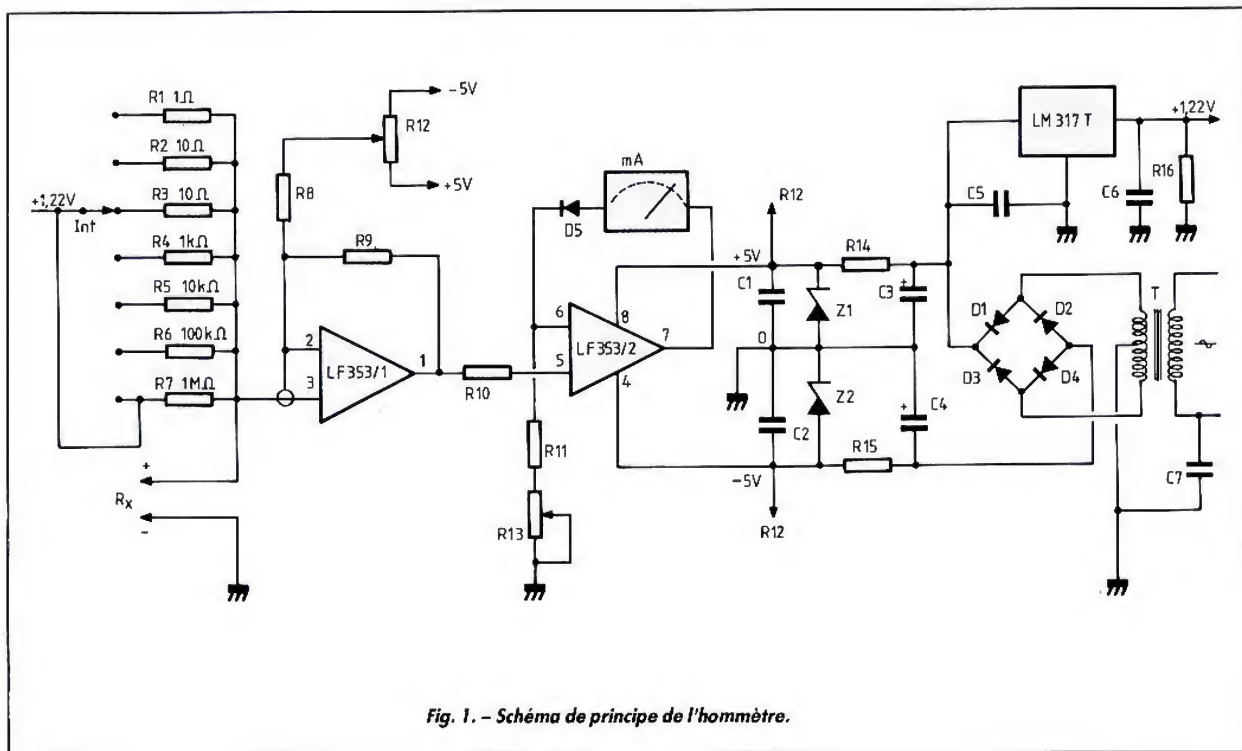 R1 1Ω
R2 10Ω
+1,22V
Int
R3 10Ω
R4 1kΩ
R5 10kΩ
R6 100kΩ
R7 1MΩ
+
Rx
-
-5V
R12
+5V
R8
R9
2
3
LF353/1
1
R10
mA
D5
6
5
8
LF353/2
7
4
R11
R13
R12
+5V
C1
Z1
R14
C3
+
0
C2
Z2
C4
+
-5V
R15
R12
LM 317 T
+1,22V
C5
C6
R16
D1
D2
D3
D4
T
C7
Fig. 1. – Schéma de principe de l'hommètre.